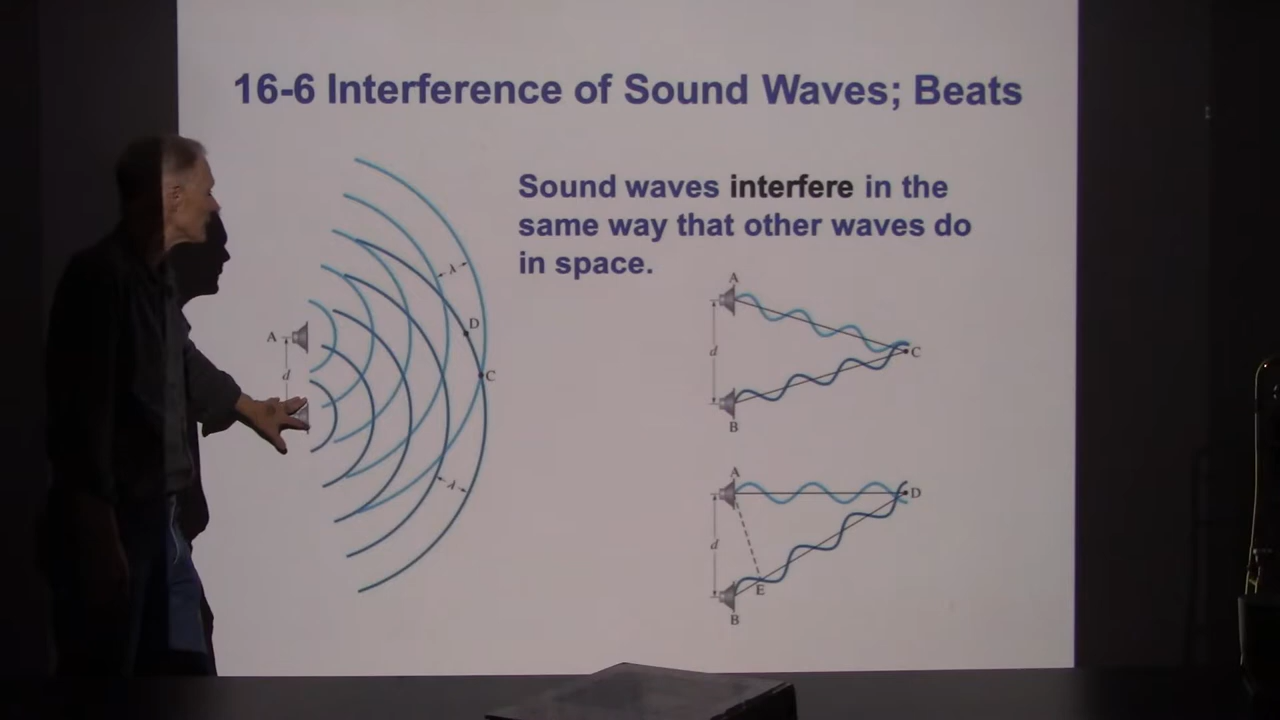 16-6 Interference of Sound Waves; Beats
Sound waves interfere in the
same way that other waves do
in space.
A
d
λ
D
C
λ
A
d
B
C
A
d
B
E
D